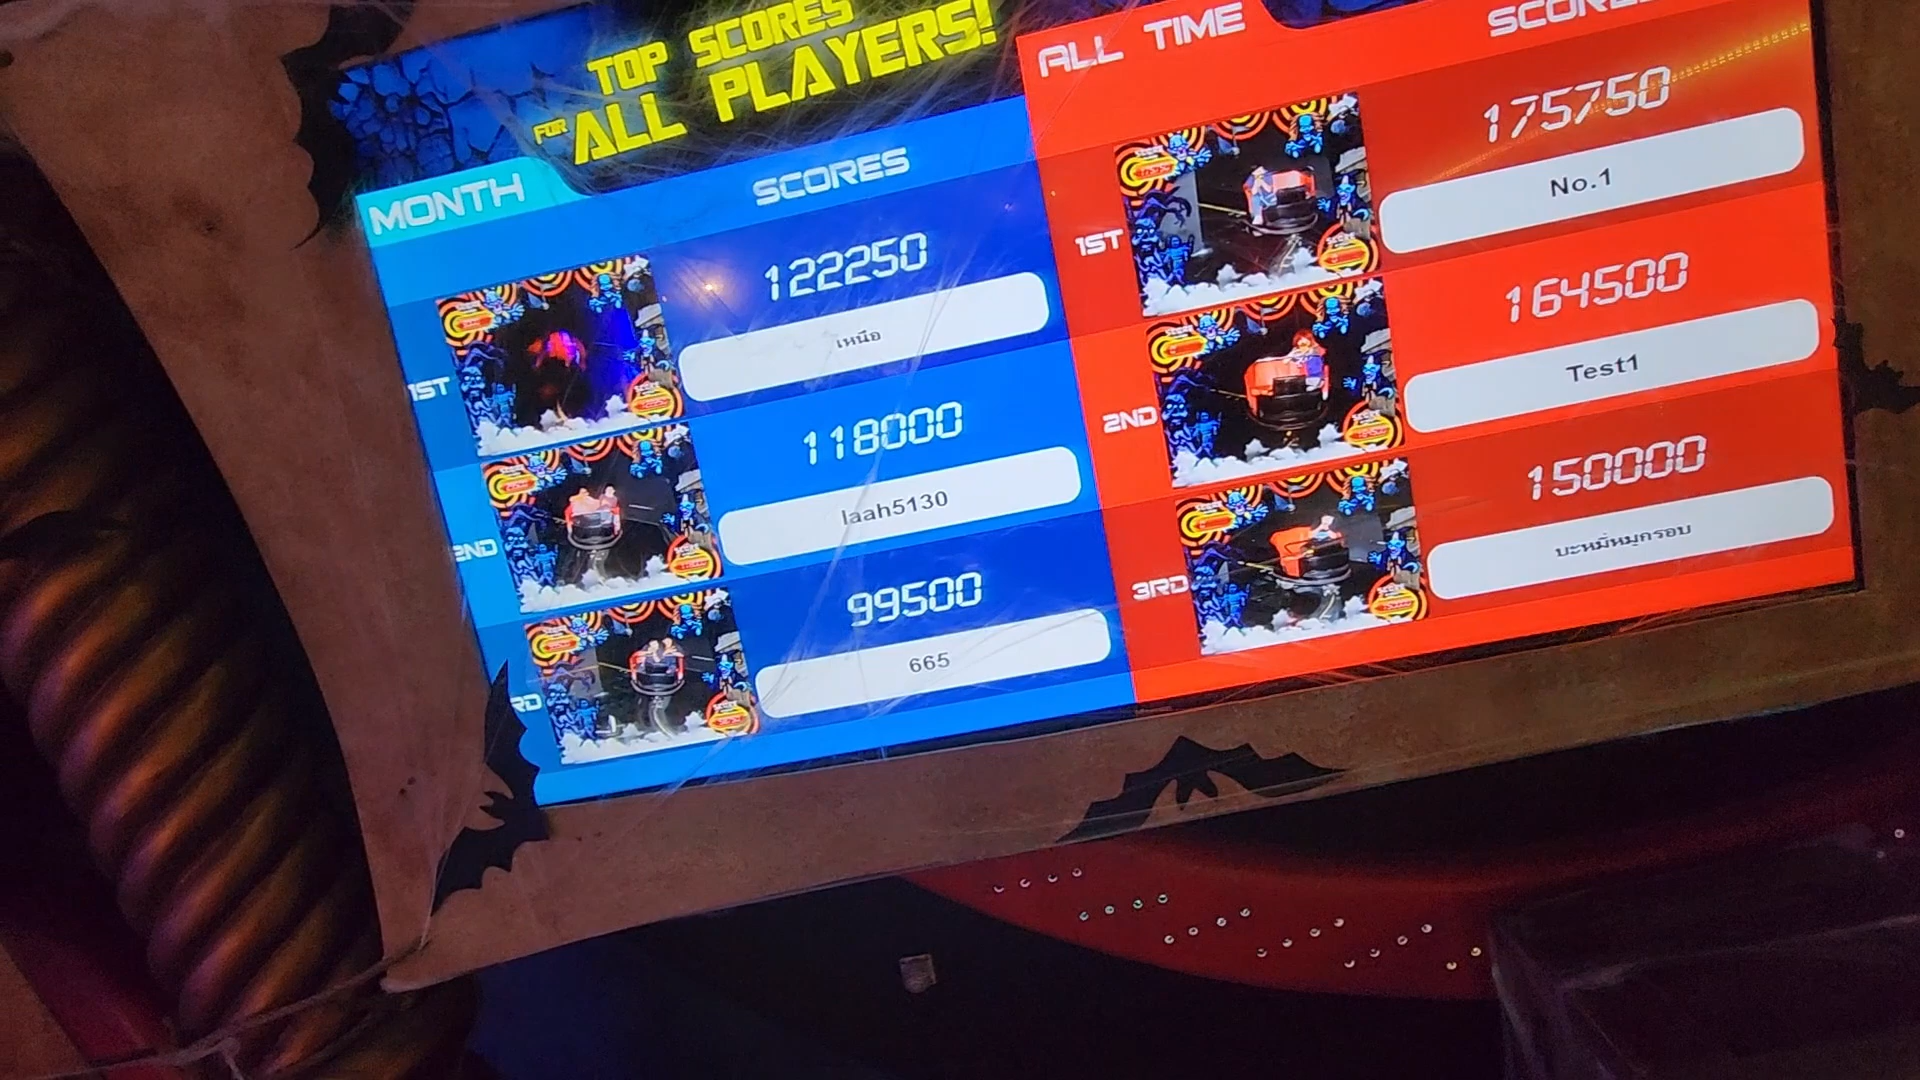 TOP SCORES
FOR ALL PLAYERS!
MONTH SCORES
1ST 122250
เหนือ
2ND 118000
laah5130
RD 99500
665
ALL TIME SCORES
1ST 175750
No.1
2ND 164500
Test1
3RD 150000
บะหมี่หมูกรอบ